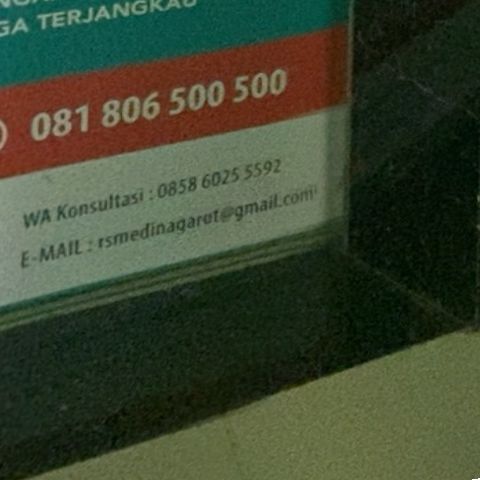 GA TERJANGKAU
081 806 500 500
WA Konsultasi : 0858 6025 5592
E-MAIL : rsmedinagarut@gmail.com